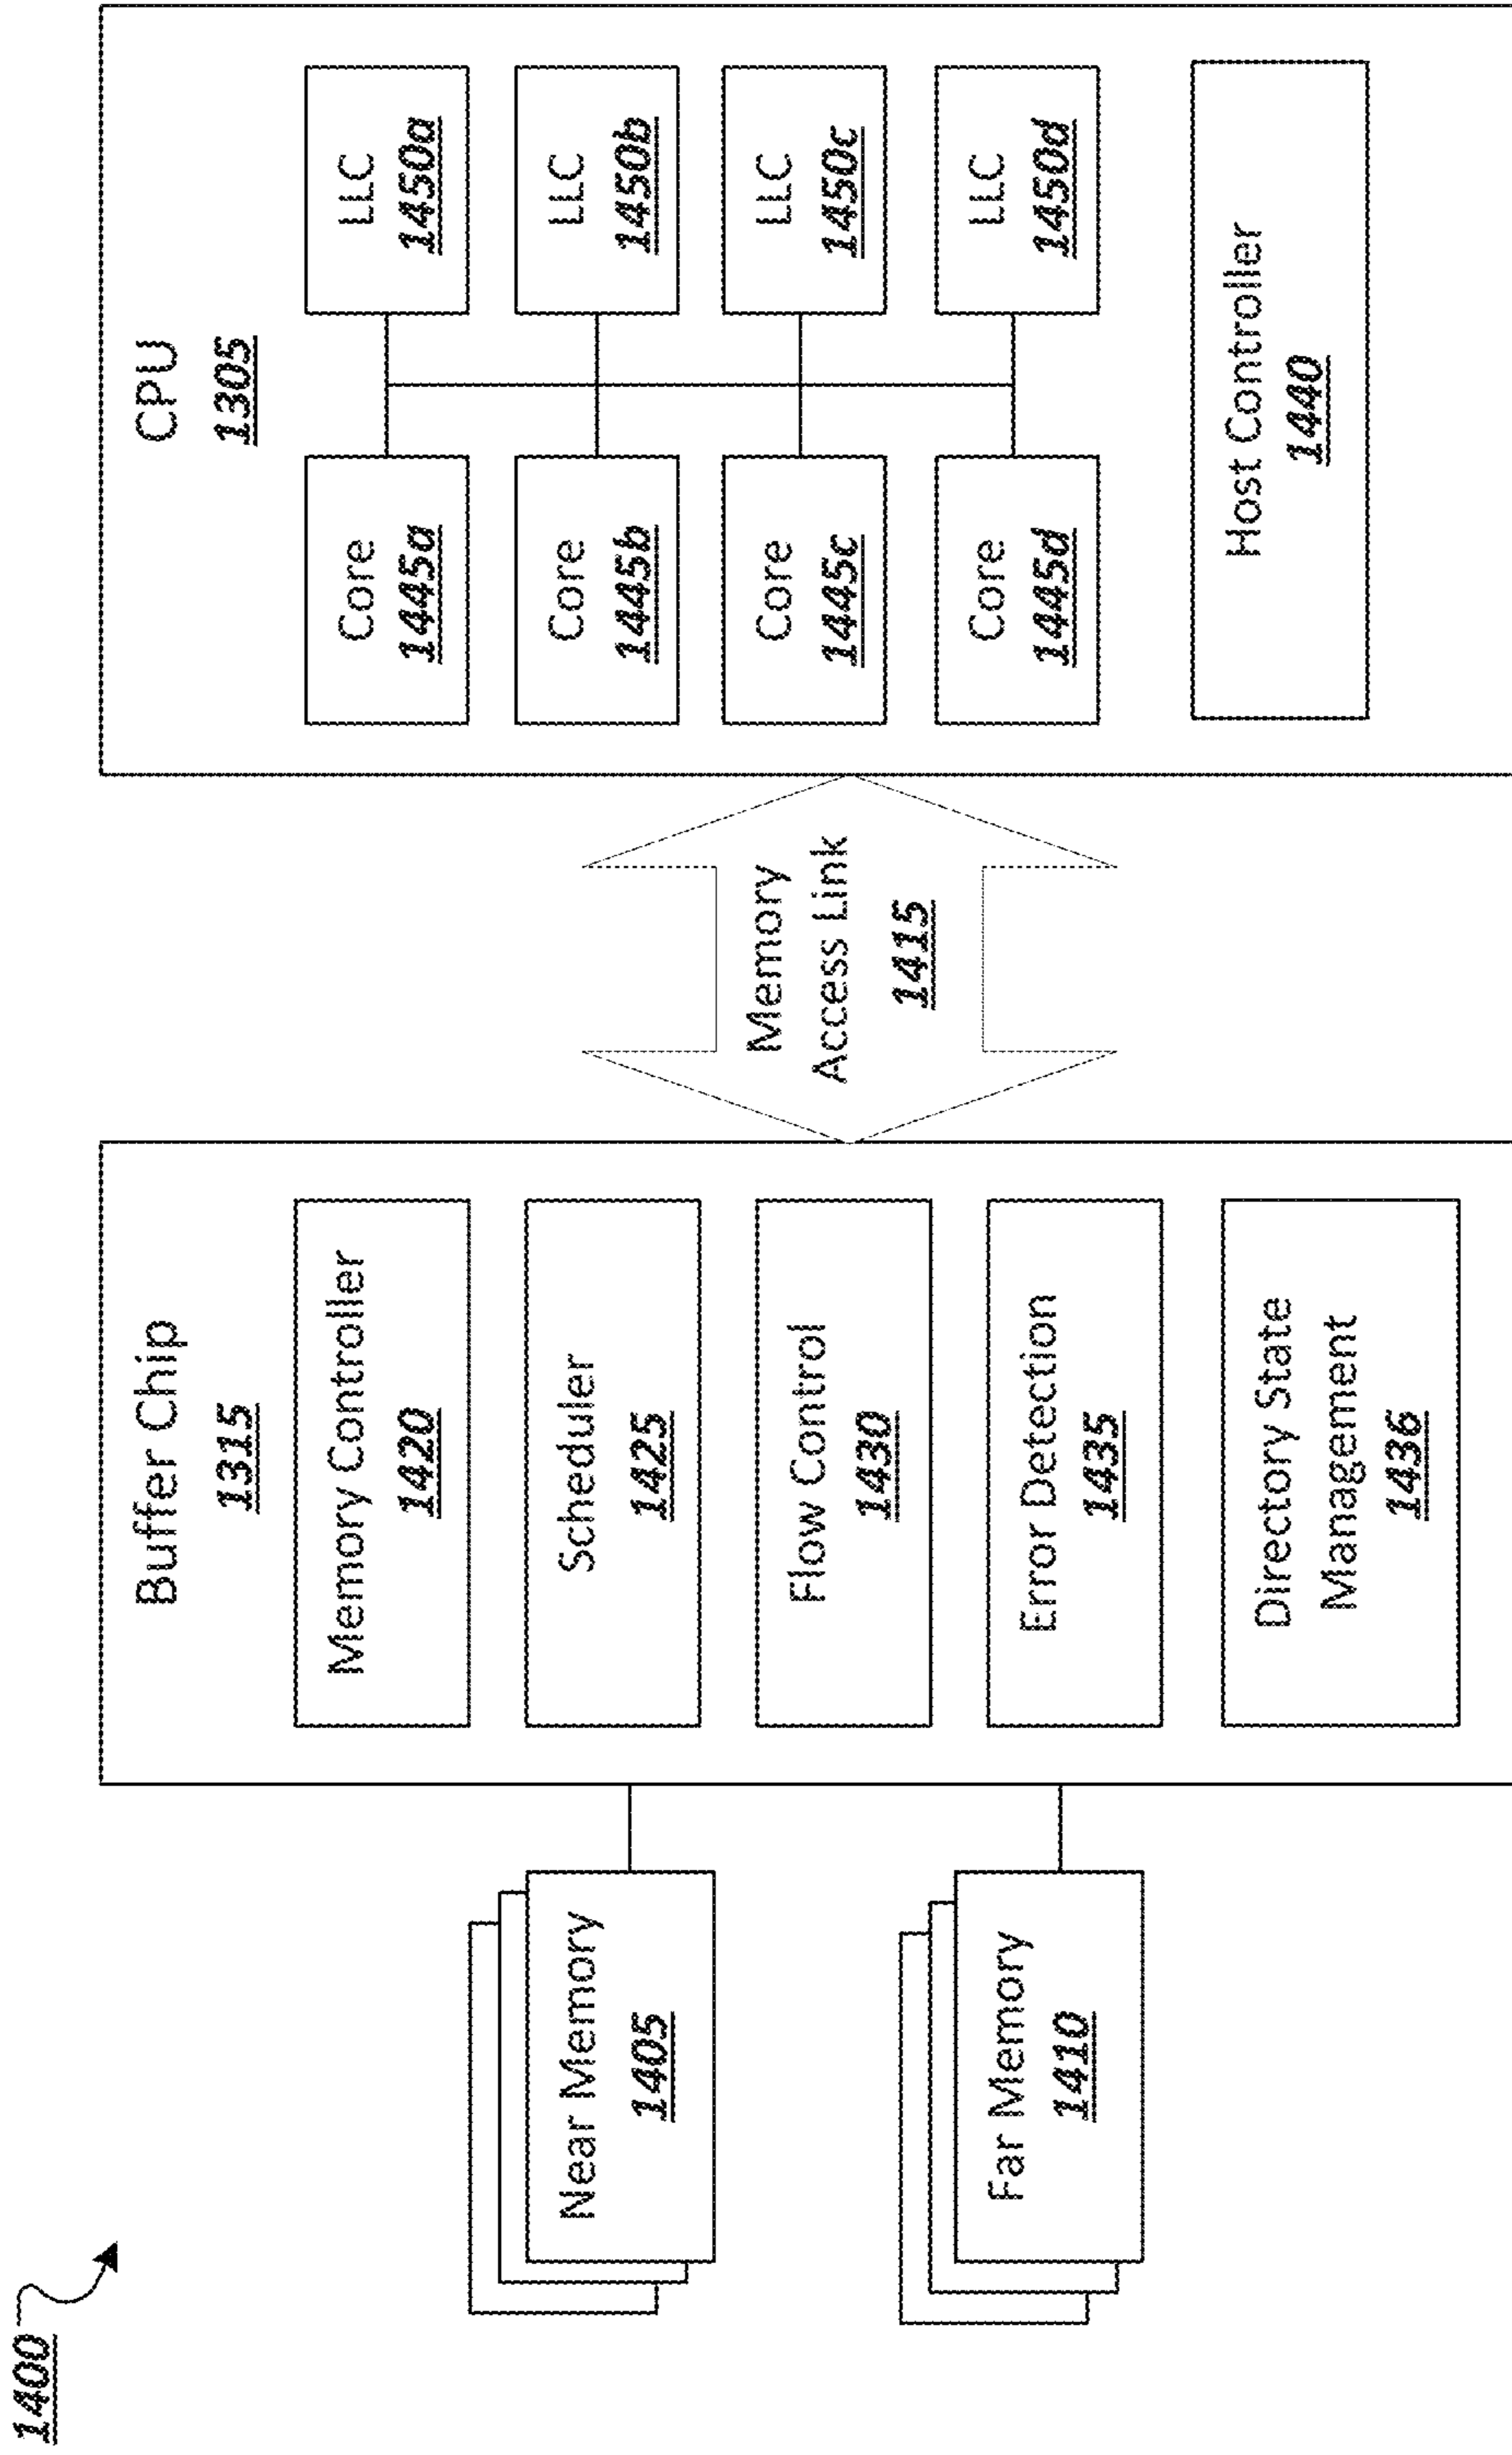 1400
Near Memory
1405
Far Memory
1410
Buffer Chip
1315
Memory Controller
1420
Scheduler
1425
Flow Control
1430
Error Detection
1435
Directory State
Management
1436
Memory
Access Link
1415
CPU
1305
Core
1445a
LLC
1450a
Core
1445b
LLC
1450b
Core
1445c
LLC
1450c
Core
1445d
LLC
1450d
Host Controller
1440